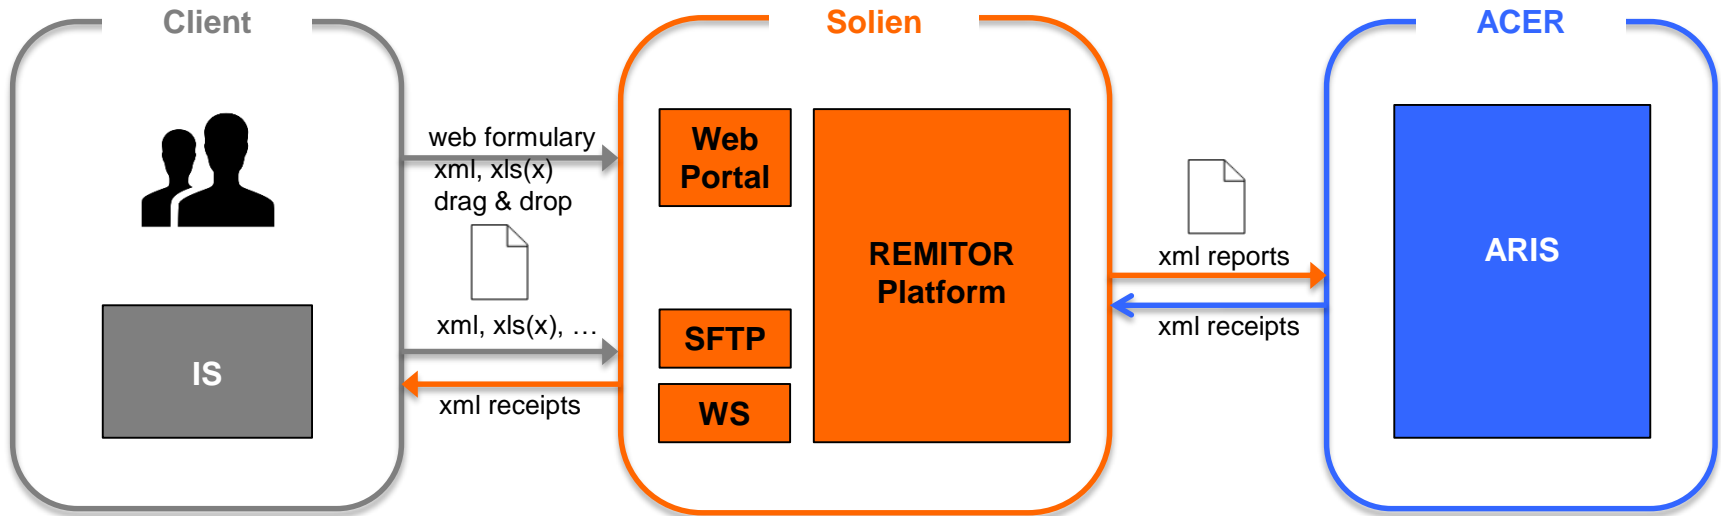 Client
Solien
ACER
web formulary
xml, xls(x)
drag & drop
Web
Portal
REMITOR
Platform
ARIS
xml reports
xml receipts
xml, xls(x), …
SFTP
IS
xml receipts
WS